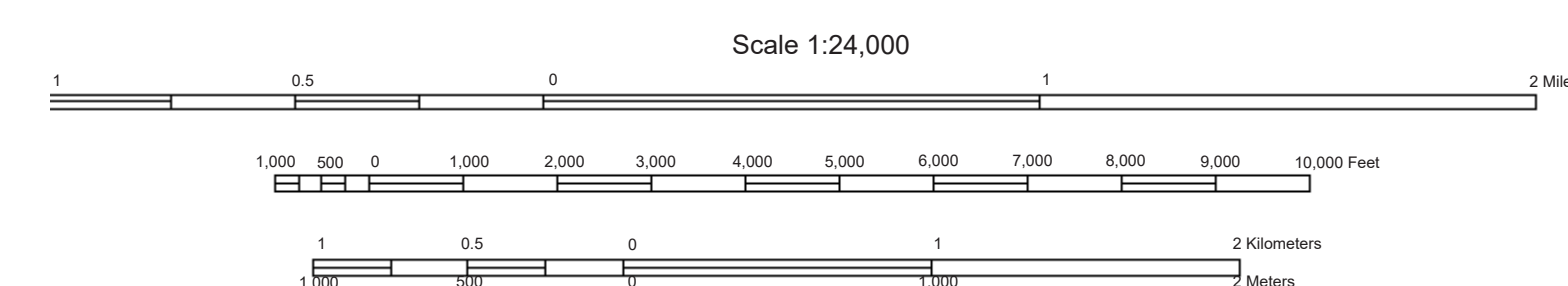 Scale 1:24,000
1 0.5 0 1 2 Mile
1,000 500 0 1,000 2,000 3,000 4,000 5,000 6,000 7,000 8,000 9,000 10,000 Feet
1 0.5 0 1 2 Kilometers
1,000 500 0 1,000 2 Meters